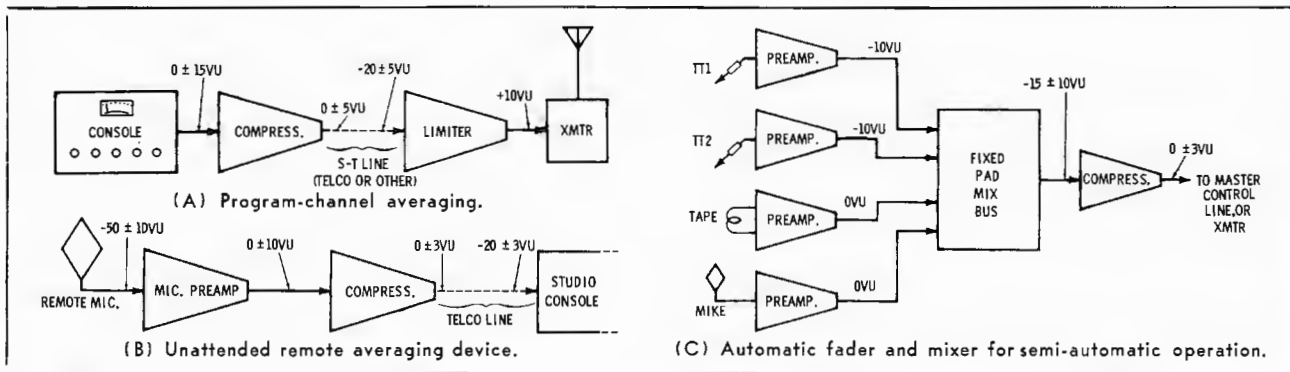 0 ± 15VU
-20 ± 5VU
0 ± 5VU
+10VU
CONSOLE
COMPRESS.
LIMITER
XMTR
S-T LINE
(TELCO OR OTHER)
(A) Program-channel averaging.
-50 ± 10VU
0 ± 10VU
0 ± 3VU
-20 ± 3VU
REMOTE MIC.
MIC. PREAMP
COMPRESS.
STUDIO
CONSOLE
TELCO LINE
(B) Unattended remote averaging device.
TT1
PREAMP.
-10VU
TT2
PREAMP.
-10VU
TAPE
PREAMP.
0VU
MIKE
PREAMP.
0VU
FIXED
PAD
MIX
BUS
-15 ± 10VU
COMPRESS.
0 ±3VU
TO MASTER
CONTROL
LINE,OR
XMTR
(C) Automatic fader and mixer for semi-automatic operation.